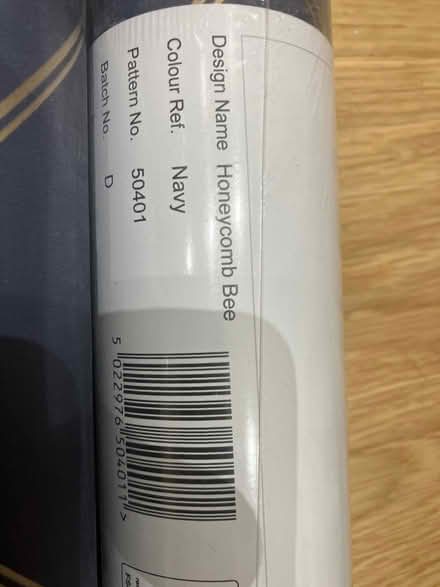 Design Name Honeycomb Bee
Colour Ref. Navy
Pattern No. 50401
Batch No. D
5 022976 504011 >